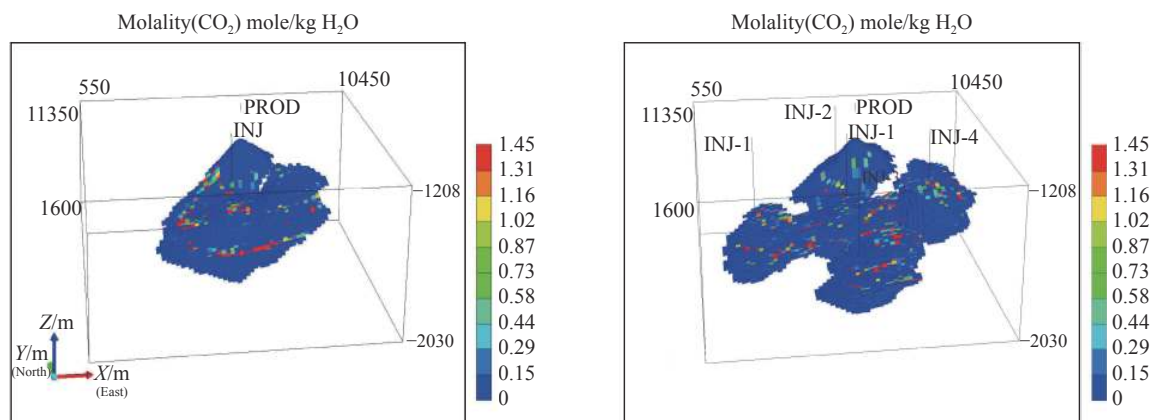 Molality(CO₂) mole/kg H₂O
550
10450
11350
PROD
INJ
1600
−1208
−2030
Z/m
Y/m
(North)
X/m
(East)
1.45
1.31
1.16
1.02
0.87
0.73
0.58
0.44
0.29
0.15
0
Molality(CO₂) mole/kg H₂O
550
10450
11350
INJ-2
PROD
INJ-1
INJ-1
INJ-4
1600
−1208
−2030
1.45
1.31
1.16
1.02
0.87
0.73
0.58
0.44
0.29
0.15
0